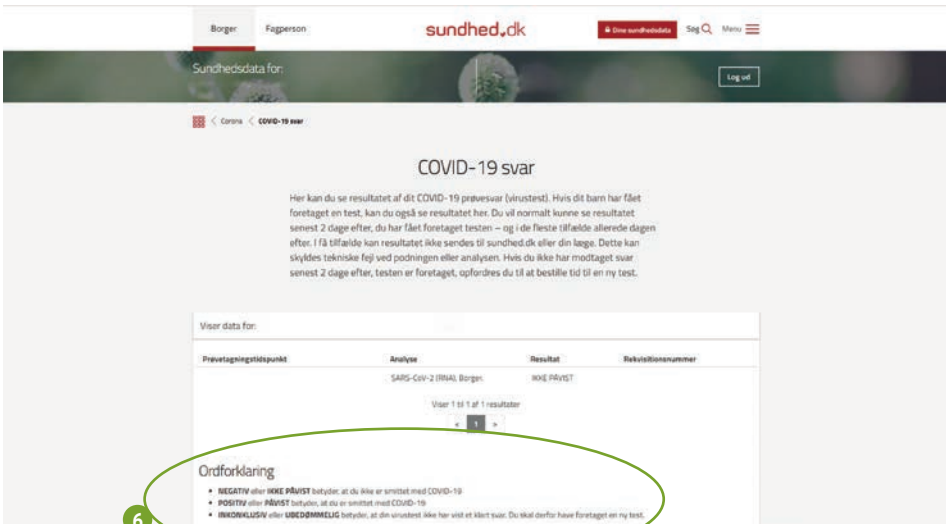 Borger Fagperson sundhed.dk Dine sundhedsdata Søg Menu
Sundhedsdata for:
Log ud
Corona COVID-19 svar
COVID-19 svar
Her kan du se resultatet af dit COVID-19 prøvesvar (virustest). Hvis dit barn har fået
foretaget en test, kan du også se resultatet her. Du vil normalt kunne se resultatet
senest 2 dage efter, du har fået foretaget testen – og i de fleste tilfælde allerede dagen
efter. I få tilfælde kan resultatet ikke sendes til sundhed.dk eller din læge. Dette kan
skyldes tekniske fejl ved podningen eller analysen. Hvis du ikke har modtaget svar
senest 2 dage efter, testen er foretaget, opfordres du til at bestille tid til en ny test.
Viser data for:
Prøvetagningstidspunkt Analyse Resultat Rekvisitionsnummer
SARS-CoV-2 (RNA), Borger. IKKE PÅVIST
Viser 1 til 1 af 1 resultater
« 1 »
Ordforklaring
• NEGATIV eller IKKE PÅVIST betyder, at du ikke er smittet med COVID-19
• POSITIV eller PÅVIST betyder, at du er smittet med COVID-19
• INKONKLUSIV eller UBEDØMMELIG betyder, at din virustest ikke har vist et klart svar. Du skal derfor have foretaget en ny test.
6